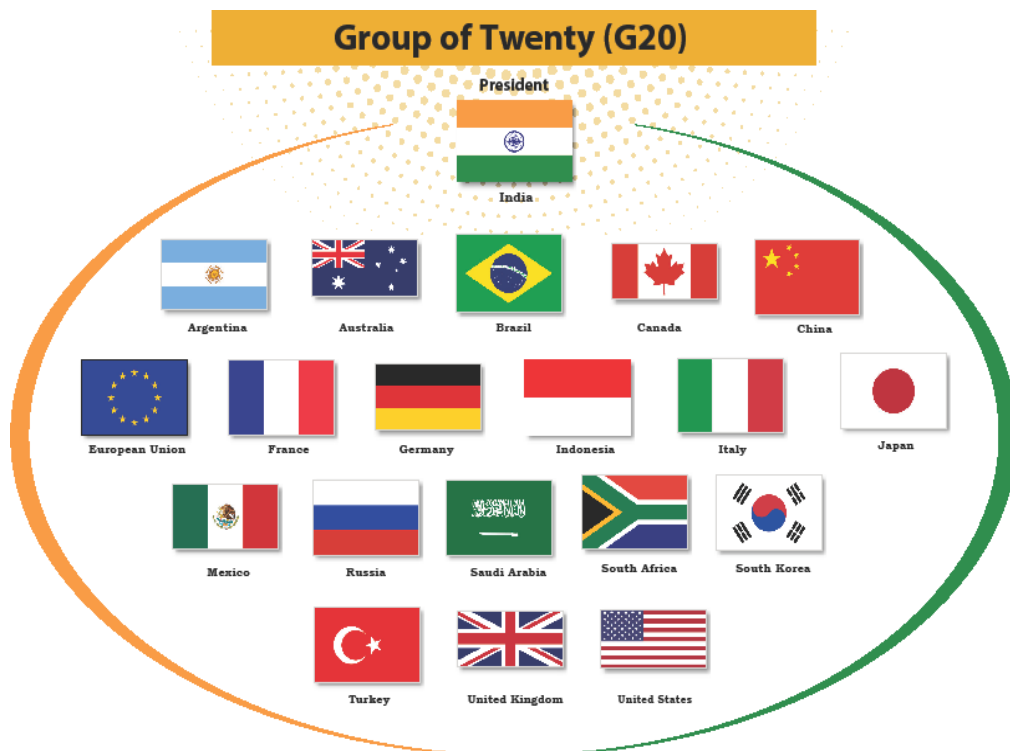 Group of Twenty (G20)
President
India
Argentina
Australia
Brazil
Canada
China
European Union
France
Germany
Indonesia
Italy
Japan
Mexico
Russia
Saudi Arabia
South Africa
South Korea
Turkey
United Kingdom
United States